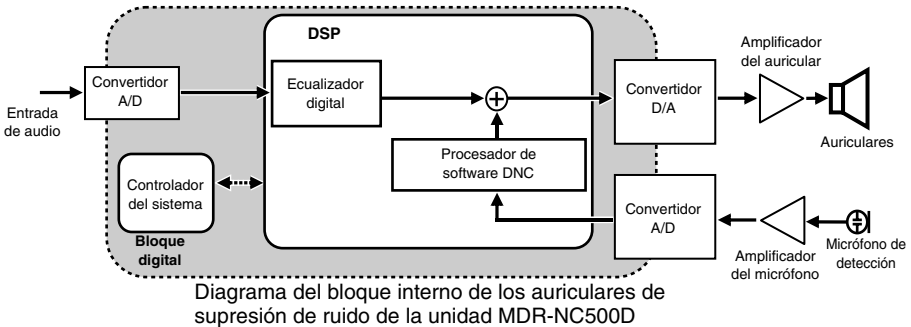 DSP
Amplificador
del auricular
Convertidor
A/D
Ecualizador
digital
Convertidor
D/A
Entrada
de audio
Auriculares
Procesador de
software DNC
Controlador
del sistema
Convertidor
A/D
Bloque
digital
Amplificador
del micrófono
Micrófono de
detección
Diagrama del bloque interno de los auriculares de
supresión de ruido de la unidad MDR-NC500D